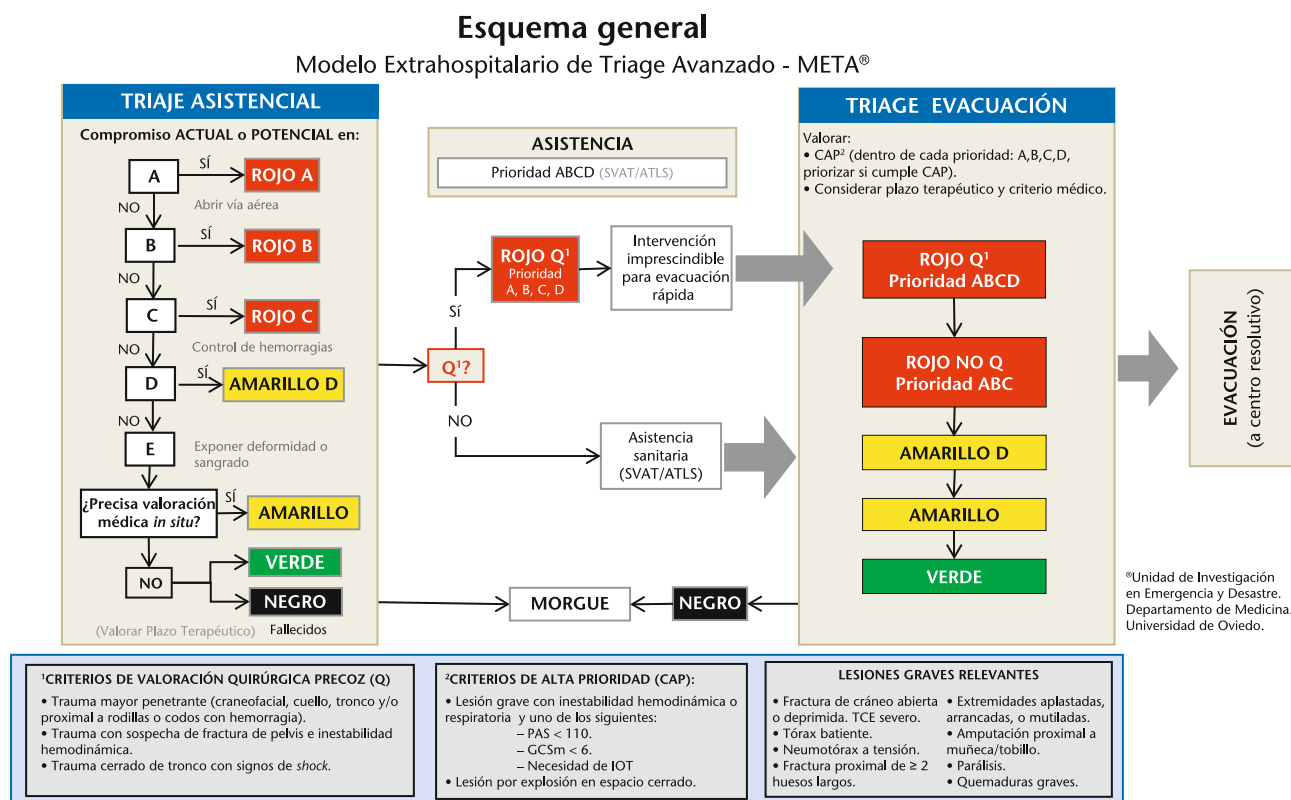 Esquema general
Modelo Extrahospitalario de Triage Avanzado - META®
TRIAJE ASISTENCIAL
Compromiso ACTUAL o POTENCIAL en:
A
SÍ
ROJO A
NO
Abrir vía aérea
B
SÍ
ROJO B
NO
C
SÍ
ROJO C
NO
Control de hemorragias
D
SÍ
AMARILLO D
NO
E
Exponer deformidad o
sangrado
¿Precisa valoración
médica in situ?
SÍ
AMARILLO
NO
VERDE
NEGRO
(Valorar Plazo Terapéutico)
Fallecidos
ASISTENCIA
Prioridad ABCD (SVAT/ATLS)
Q¹?
SÍ
ROJO Q¹
Prioridad
A, B, C, D
Intervención
imprescindible
para evacuación
rápida
NO
Asistencia
sanitaria
(SVAT/ATLS)
MORGUE
NEGRO
TRIAGE EVACUACIÓN
Valorar:
• CAP² (dentro de cada prioridad: A,B,C,D,
priorizar si cumple CAP).
• Considerar plazo terapéutico y criterio médico.
ROJO Q¹
Prioridad ABCD
ROJO NO Q
Prioridad ABC
AMARILLO D
AMARILLO
VERDE
EVACUACIÓN
(a centro resolutivo)
®Unidad de Investigación
en Emergencia y Desastre.
Departamento de Medicina.
Universidad de Oviedo.
¹CRITERIOS DE VALORACIÓN QUIRÚRGICA PRECOZ (Q)
• Trauma mayor penetrante (craneofacial, cuello, tronco y/o
proximal a rodillas o codos con hemorragia).
• Trauma con sospecha de fractura de pelvis e inestabilidad
hemodinámica.
• Trauma cerrado de tronco con signos de shock.
²CRITERIOS DE ALTA PRIORIDAD (CAP):
• Lesión grave con inestabilidad hemodinámica o
respiratoria y uno de los siguientes:
– PAS < 110.
– GCSm < 6.
– Necesidad de IOT
• Lesión por explosión en espacio cerrado.
LESIONES GRAVES RELEVANTES
• Fractura de cráneo abierta
o deprimida. TCE severo.
• Tórax batiente.
• Neumotórax a tensión.
• Fractura proximal de ≥ 2
huesos largos.
• Extremidades aplastadas,
arrancadas, o mutiladas.
• Amputación proximal a
muñeca/tobillo.
• Parálisis.
• Quemaduras graves.